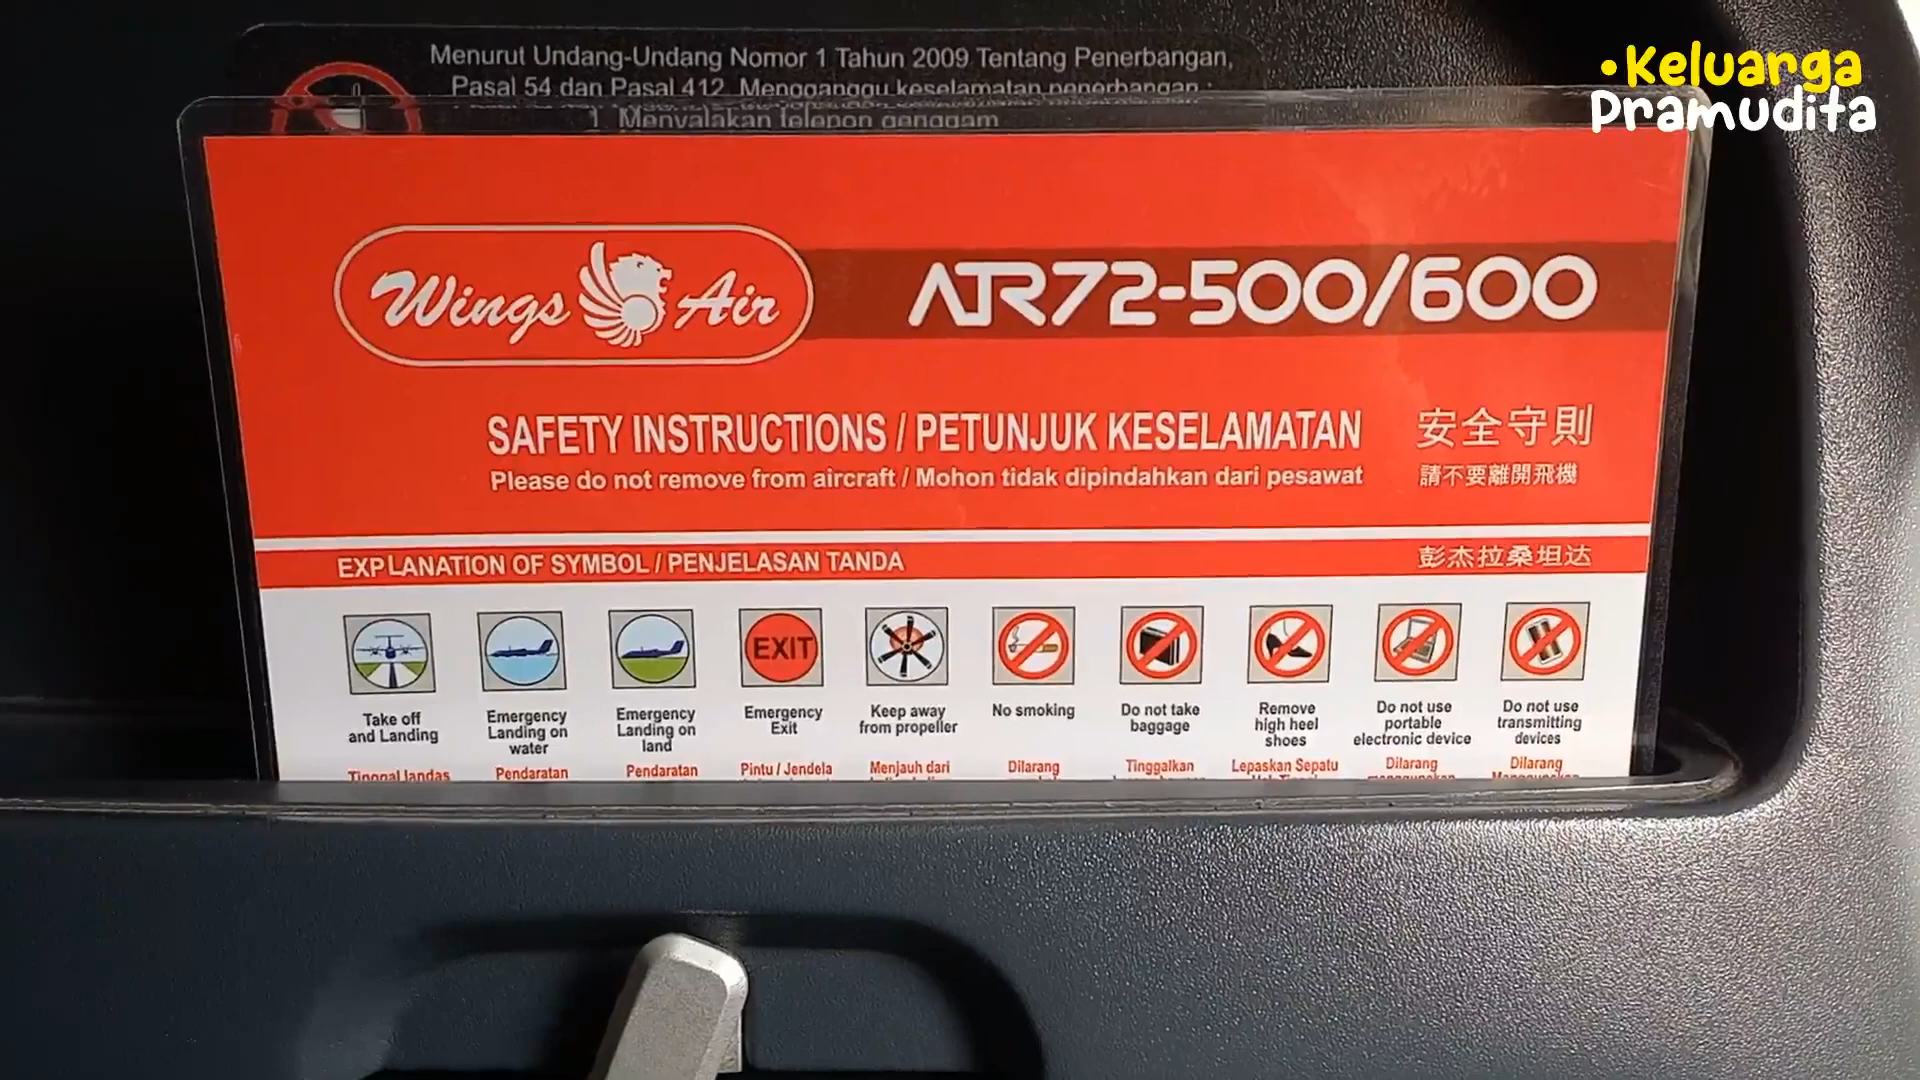 Menurut Undang-Undang Nomor 1 Tahun 2009 Tentang Penerbangan,
Pasal 54 dan Pasal 412, Mengganggu keselamatan penerbangan :
1. Menyalakan telepon genggam
•Keluarga
Pramudita
Wings Air
ATR72-500/600
SAFETY INSTRUCTIONS / PETUNJUK KESELAMATAN 安全守則
Please do not remove from aircraft / Mohon tidak dipindahkan dari pesawat 請不要離開飛機
EXPLANATION OF SYMBOL / PENJELASAN TANDA 彭杰拉桑坦达
EXIT
Take off
and Landing
Emergency
Landing on
water
Emergency
Landing on
land
Emergency
Exit
Keep away
from propeller
No smoking
Do not take
baggage
Remove
high heel
shoes
Do not use
portable
electronic device
Do not use
transmitting
devices
Tinggal landas
Pendaratan
Pendaratan
Pintu / Jendela
Menjauh dari
Dilarang
Tinggalkan
Lepaskan Sepatu
Dilarang
Dilarang